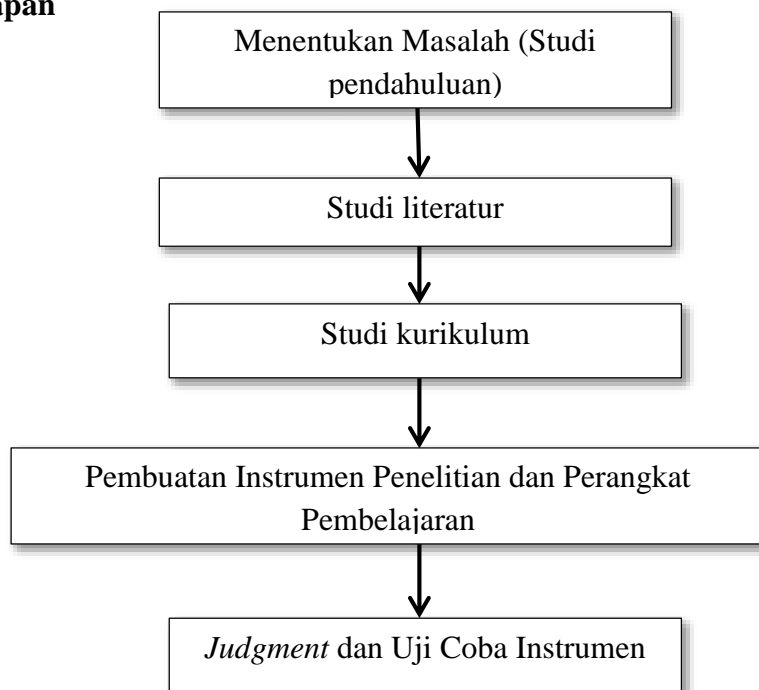 apan
Menentukan Masalah (Studi
pendahuluan)
Studi literatur
Studi kurikulum
Pembuatan Instrumen Penelitian dan Perangkat
Pembelajaran
Judgment dan Uji Coba Instrumen